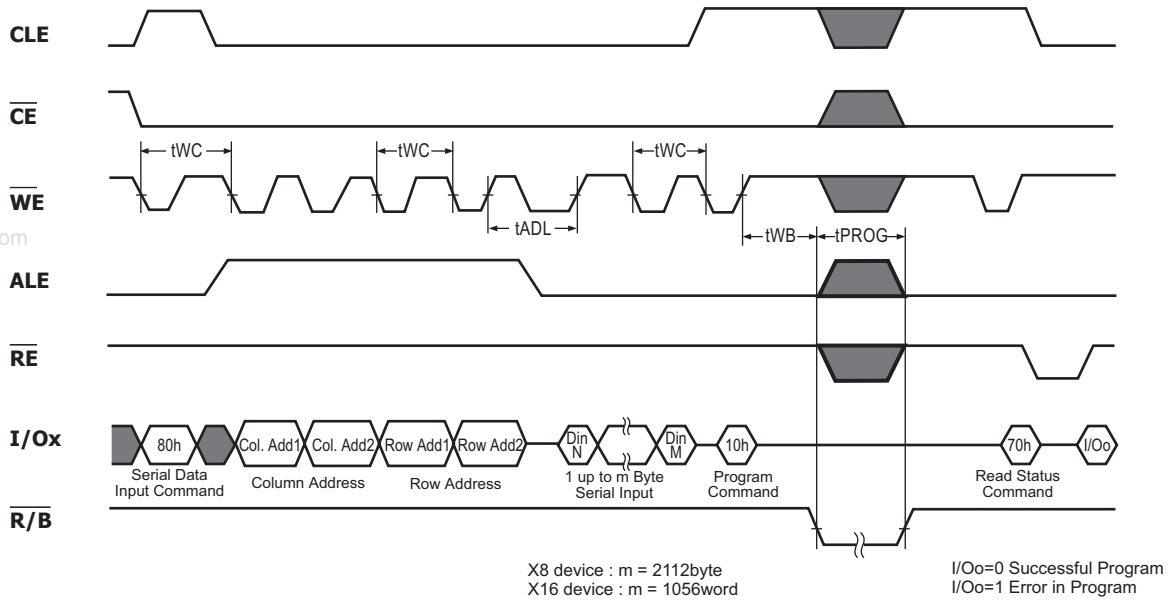 CLE
CE
tWC
tWC
tWC
WE
om
tADL
tWB
tPROG
ALE
RE
I/Ox
80h
Col. Add1
Col. Add2
Row Add1
Row Add2
Din
N
Din
M
10h
70h
I/Oo
Serial Data
Input Command
Column Address
Row Address
1 up to m Byte
Serial Input
Program
Command
Read Status
Command
R/B
X8 device : m = 2112byte
X16 device : m = 1056word
I/Oo=0 Successful Program
I/Oo=1 Error in Program